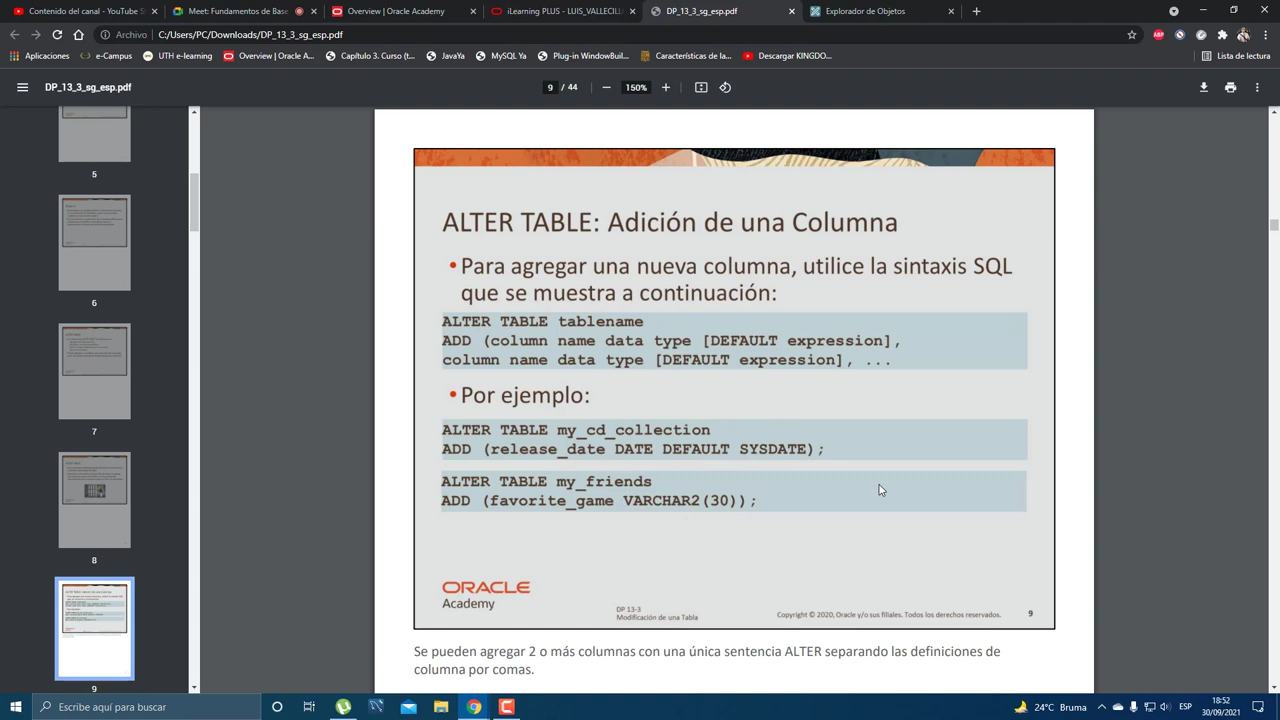 Contenido del canal - YouTube S
Meet: Fundamentos de Base
Overview | Oracle Academy
iLearning PLUS - LUIS_VALLECILL
DP_13_3_sg_esp.pdf
Explorador de Objetos
Archivo
C:/Users/PC/Downloads/DP_13_3_sg_esp.pdf
ABP
Aplicaciones
e-Campus
UTH e-learning
Overview | Oracle A...
Capítulo 3. Curso (t...
JavaYa
MySQL Ya
Plug-in WindowBuil...
Características de la...
Descargar KINGDO...
Lista de lectura
DP_13_3_sg_esp.pdf
9 / 44
150%
5
6
7
8
9
ALTER TABLE: Adición de una Columna
• Para agregar una nueva columna, utilice la sintaxis SQL
que se muestra a continuación:
ALTER TABLE tablename
ADD (column name data type [DEFAULT expression],
column name data type [DEFAULT expression], ...
• Por ejemplo:
ALTER TABLE my_cd_collection
ADD (release_date DATE DEFAULT SYSDATE);
ALTER TABLE my_friends
ADD (favorite_game VARCHAR2(30));
ORACLE
Academy
DP 13-3
Modificación de una Tabla
Copyright © 2020, Oracle y/o sus filiales. Todos los derechos reservados.
9
Se pueden agregar 2 o más columnas con una única sentencia ALTER separando las definiciones de
columna por comas.
Escribe aquí para buscar
24°C Bruma
ESP
18:52
30/09/2021